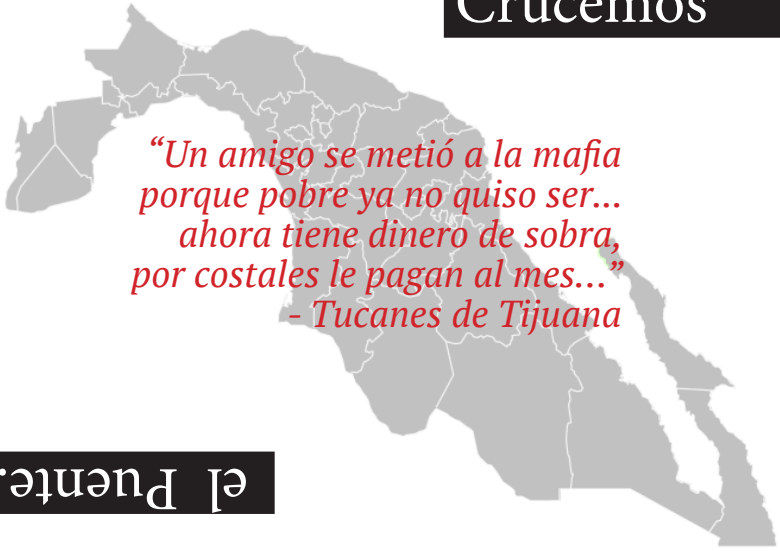 Crucemos
“Un amigo se metió a la mafia
porque pobre ya no quiso ser...
ahora tiene dinero de sobra,
por costales le pagan al mes...”
- Tucanes de Tijuana
el Puente.